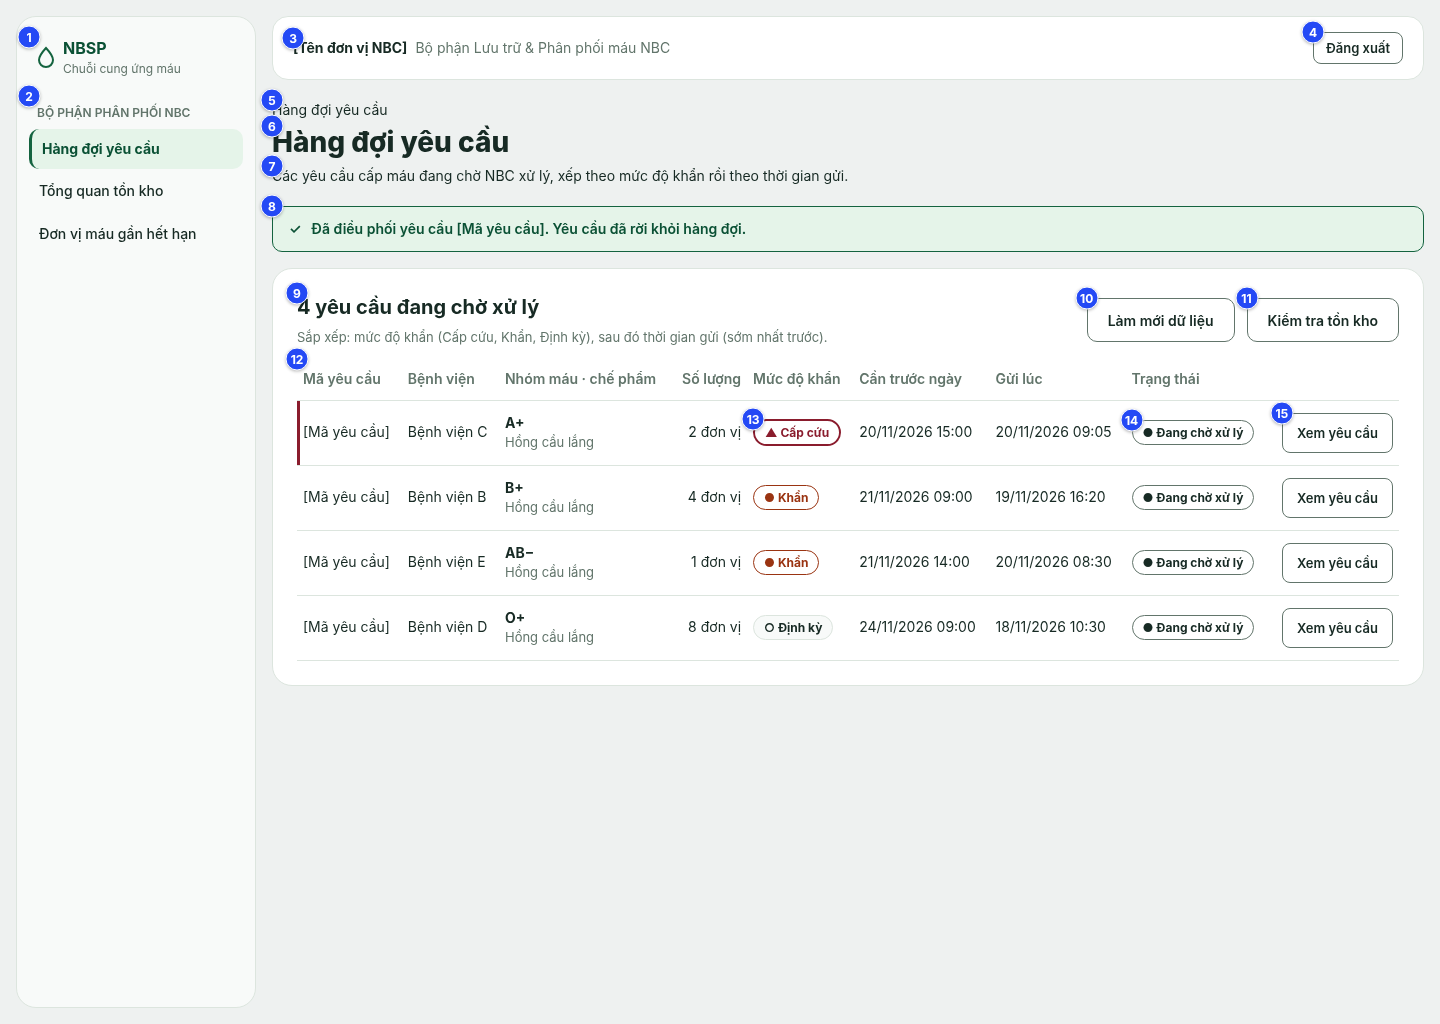 1
NBSP
Chuỗi cung ứng máu
2
BỘ PHẬN PHÂN PHỐI NBC
Hàng đợi yêu cầu
Tổng quan tồn kho
Đơn vị máu gần hết hạn
3
[Tên đơn vị NBC] Bộ phận Lưu trữ & Phân phối máu NBC
4
Đăng xuất
5
Hàng đợi yêu cầu
6
Hàng đợi yêu cầu
7
Các yêu cầu cấp máu đang chờ NBC xử lý, xếp theo mức độ khẩn rồi theo thời gian gửi.
8
✓ Đã điều phối yêu cầu [Mã yêu cầu]. Yêu cầu đã rời khỏi hàng đợi.
9
4 yêu cầu đang chờ xử lý
Sắp xếp: mức độ khẩn (Cấp cứu, Khẩn, Định kỳ), sau đó thời gian gửi (sớm nhất trước).
10
Làm mới dữ liệu
11
Kiểm tra tồn kho
12
Mã yêu cầu Bệnh viện Nhóm máu · chế phẩm Số lượng Mức độ khẩn Cần trước ngày Gửi lúc Trạng thái
13 14 15
[Mã yêu cầu] Bệnh viện C A+ 2 đơn vị ▲ Cấp cứu 20/11/2026 15:00 20/11/2026 09:05 ● Đang chờ xử lý Xem yêu cầu
Hồng cầu lắng
[Mã yêu cầu] Bệnh viện B B+ 4 đơn vị ● Khẩn 21/11/2026 09:00 19/11/2026 16:20 ● Đang chờ xử lý Xem yêu cầu
Hồng cầu lắng
[Mã yêu cầu] Bệnh viện E AB− 1 đơn vị ● Khẩn 21/11/2026 14:00 20/11/2026 08:30 ● Đang chờ xử lý Xem yêu cầu
Hồng cầu lắng
[Mã yêu cầu] Bệnh viện D O+ 8 đơn vị ○ Định kỳ 24/11/2026 09:00 18/11/2026 10:30 ● Đang chờ xử lý Xem yêu cầu
Hồng cầu lắng